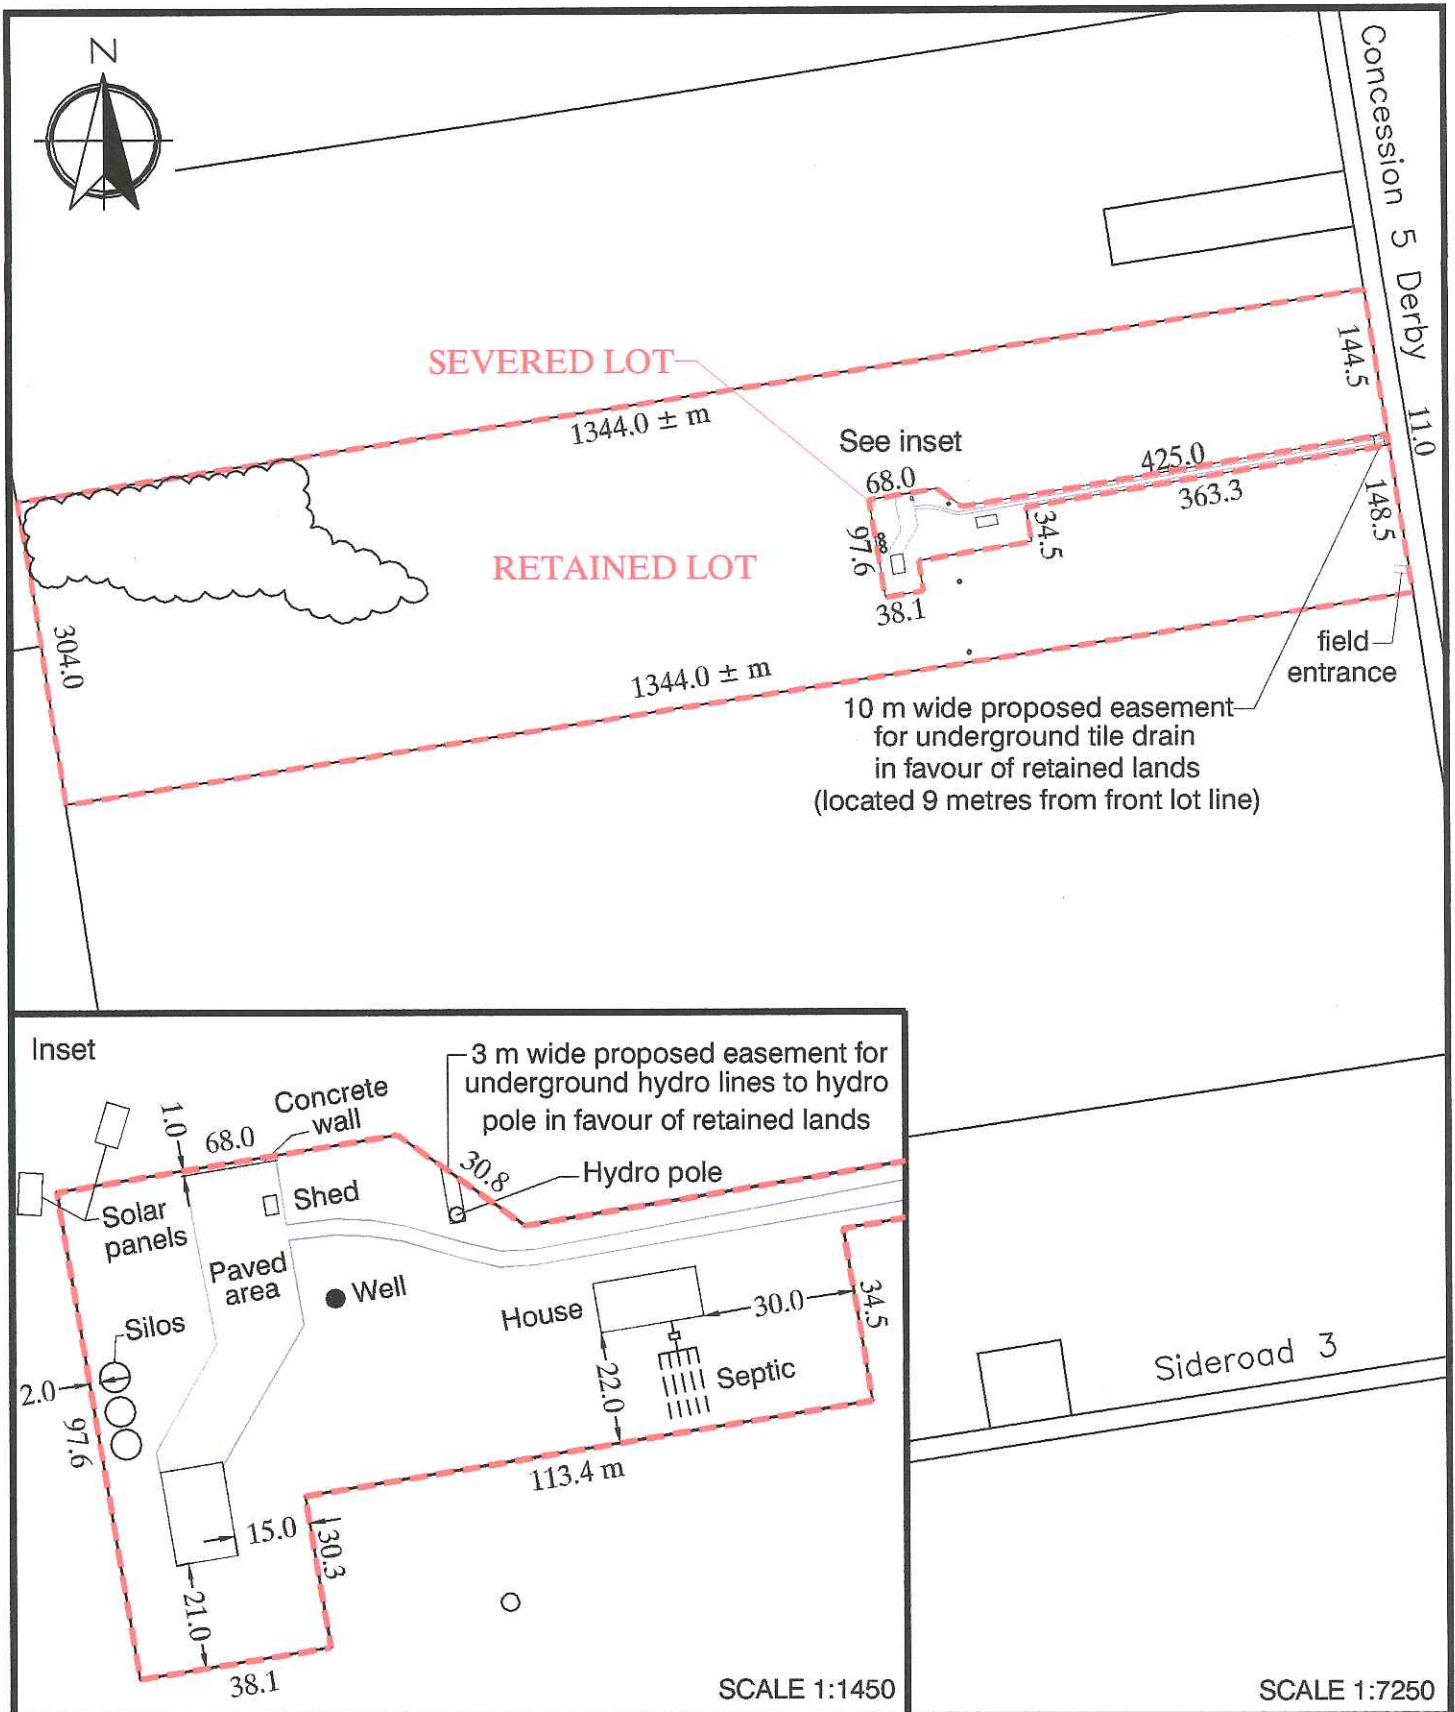 N
Concession 5 Derby
SEVERED LOT
1344.0 ± m
144.5
11.0
See inset
68.0
425.0
363.3
148.5
97.6
34.5
38.1
RETAINED LOT
304.0
1344.0 ± m
field
entrance
10 m wide proposed easement
for underground tile drain
in favour of retained lands
(located 9 metres from front lot line)
Inset
3 m wide proposed easement for
underground hydro lines to hydro
pole in favour of retained lands
Concrete
wall
1.0
68.0
30.8
Hydro pole
Shed
Solar
panels
Paved
area
Well
House
30.0
34.5
Silos
2.0
97.6
22.0
Septic
113.4 m
15.0
30.3
21.0
38.1
SCALE 1:1450
Sideroad 3
SCALE 1:7250